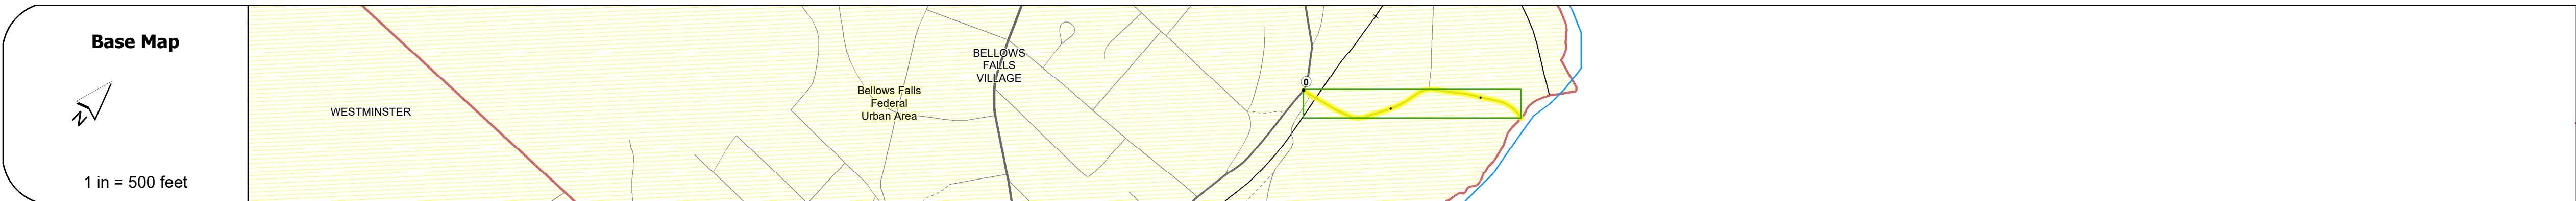 Base Map
N
1 in = 500 feet
WESTMINSTER
Bellows Falls
Federal
Urban Area
BELLOWS
FALLS
VILLAGE
0